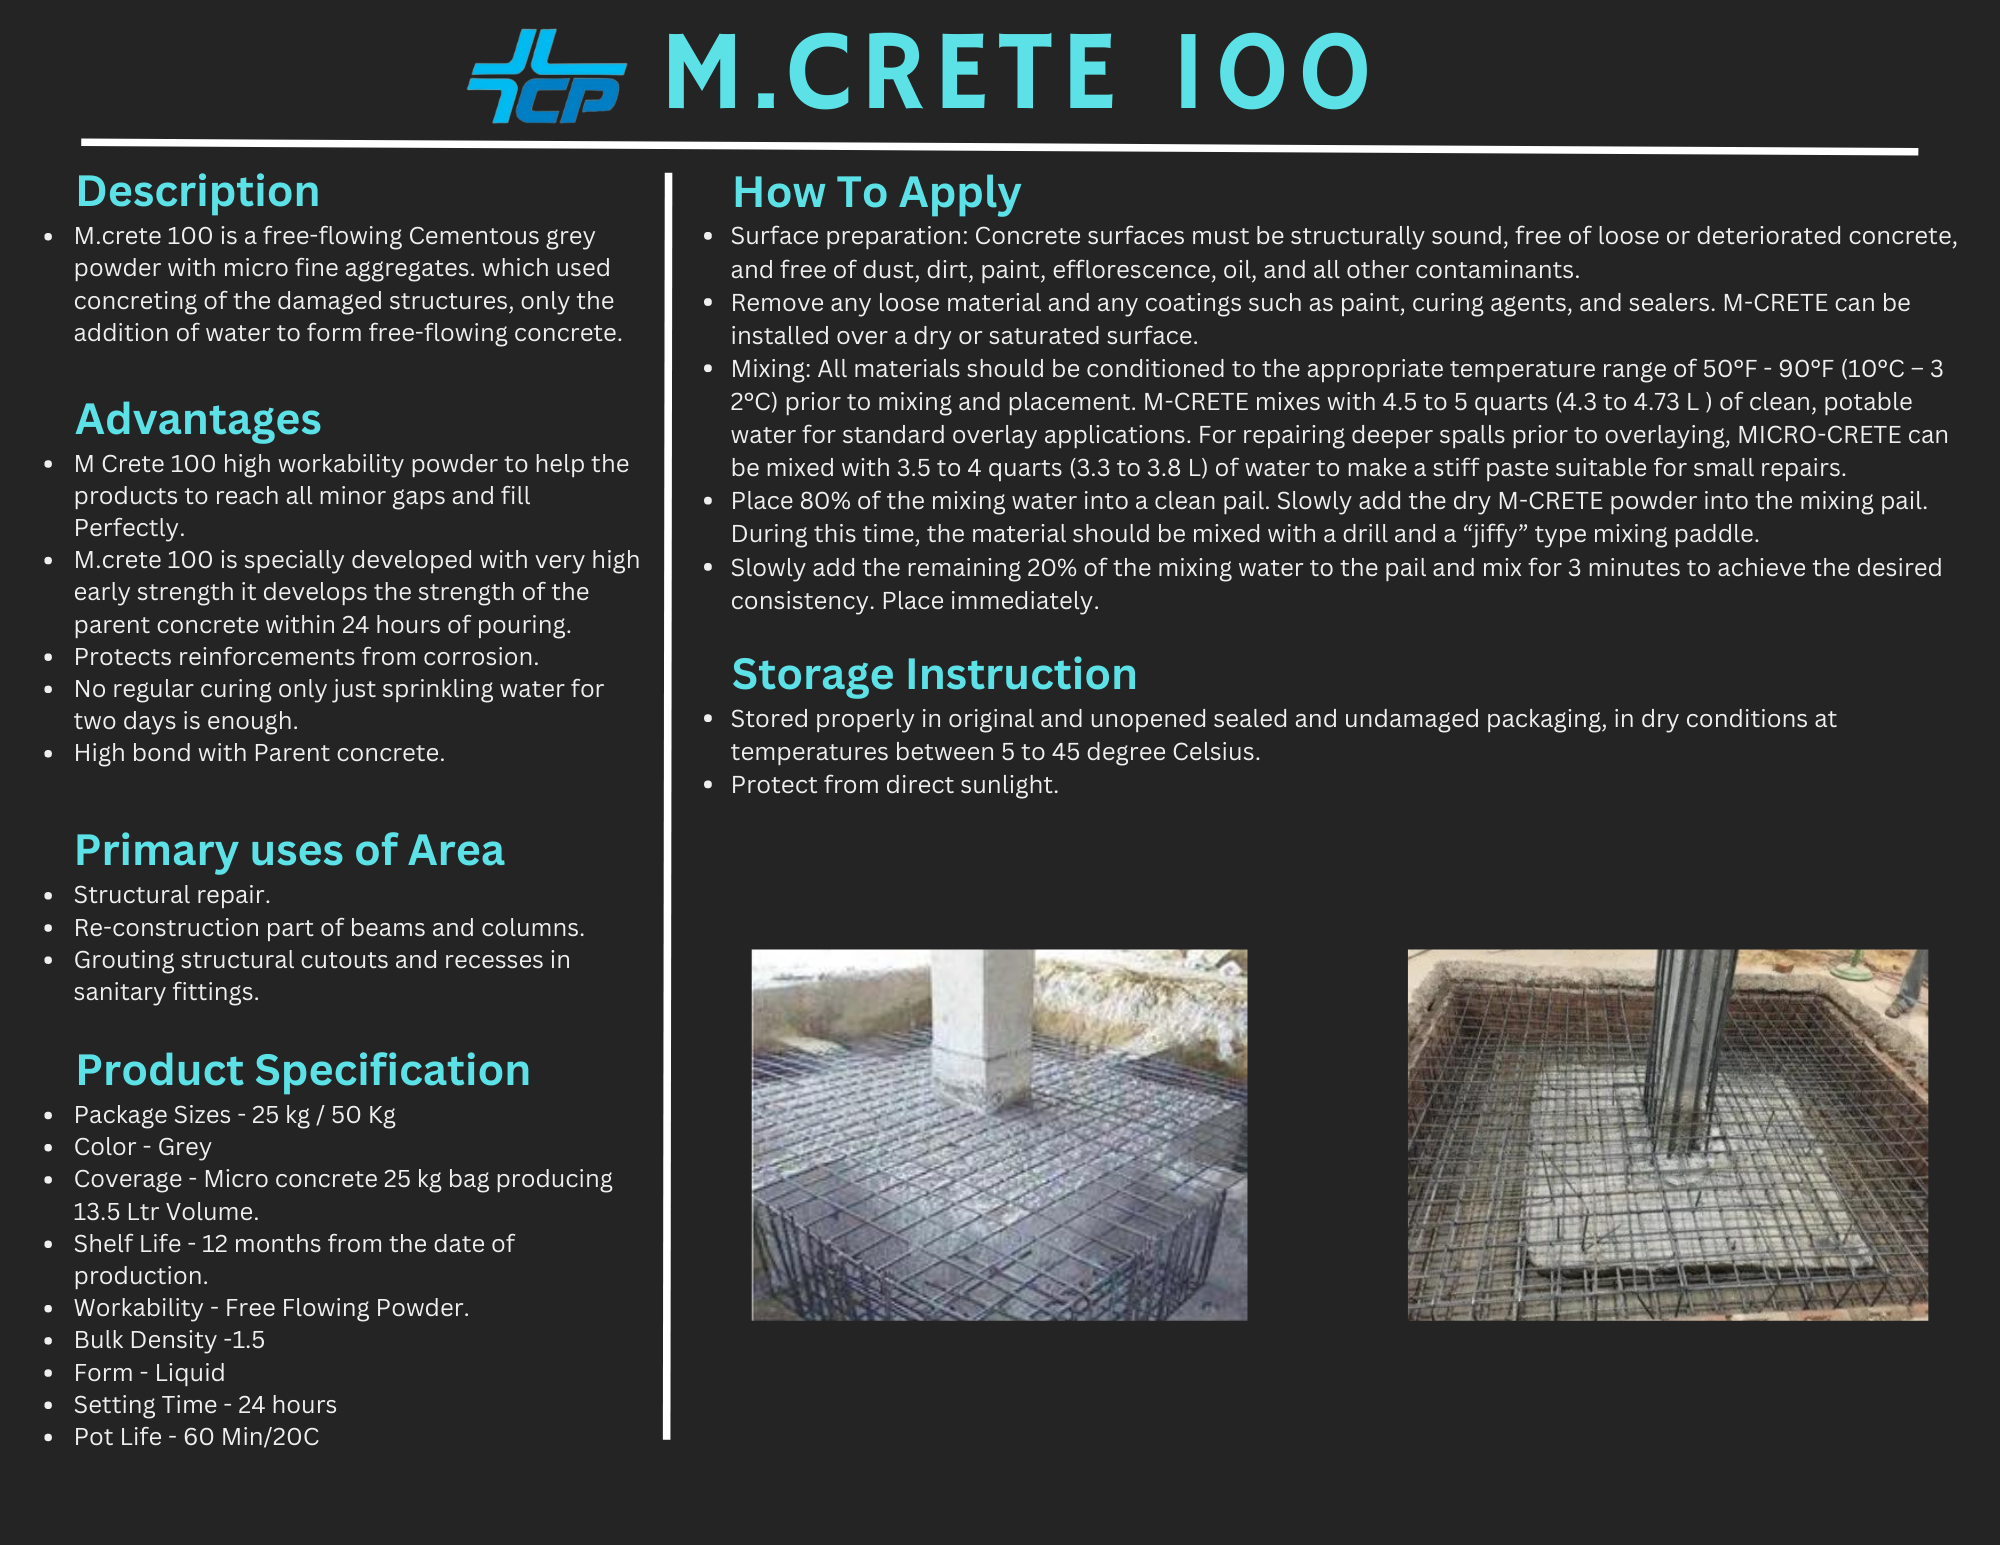 CP M.CRETE 100
Description
• M.crete 100 is a free-flowing Cementous grey
powder with micro fine aggregates. which used
concreting of the damaged structures, only the
addition of water to form free-flowing concrete.
Advantages
• M Crete 100 high workability powder to help the
products to reach all minor gaps and fill
Perfectly.
• M.crete 100 is specially developed with very high
early strength it develops the strength of the
parent concrete within 24 hours of pouring.
• Protects reinforcements from corrosion.
• No regular curing only just sprinkling water for
two days is enough.
• High bond with Parent concrete.
Primary uses of Area
• Structural repair.
• Re-construction part of beams and columns.
• Grouting structural cutouts and recesses in
sanitary fittings.
Product Specification
• Package Sizes - 25 kg / 50 Kg
• Color - Grey
• Coverage - Micro concrete 25 kg bag producing
13.5 Ltr Volume.
• Shelf Life - 12 months from the date of
production.
• Workability - Free Flowing Powder.
• Bulk Density -1.5
• Form - Liquid
• Setting Time - 24 hours
• Pot Life - 60 Min/20C
How To Apply
• Surface preparation: Concrete surfaces must be structurally sound, free of loose or deteriorated concrete,
and free of dust, dirt, paint, efflorescence, oil, and all other contaminants.
• Remove any loose material and any coatings such as paint, curing agents, and sealers. M-CRETE can be
installed over a dry or saturated surface.
• Mixing: All materials should be conditioned to the appropriate temperature range of 50°F - 90°F (10°C – 3
2°C) prior to mixing and placement. M-CRETE mixes with 4.5 to 5 quarts (4.3 to 4.73 L ) of clean, potable
water for standard overlay applications. For repairing deeper spalls prior to overlaying, MICRO-CRETE can
be mixed with 3.5 to 4 quarts (3.3 to 3.8 L) of water to make a stiff paste suitable for small repairs.
• Place 80% of the mixing water into a clean pail. Slowly add the dry M-CRETE powder into the mixing pail.
During this time, the material should be mixed with a drill and a “jiffy” type mixing paddle.
• Slowly add the remaining 20% of the mixing water to the pail and mix for 3 minutes to achieve the desired
consistency. Place immediately.
Storage Instruction
• Stored properly in original and unopened sealed and undamaged packaging, in dry conditions at
temperatures between 5 to 45 degree Celsius.
• Protect from direct sunlight.